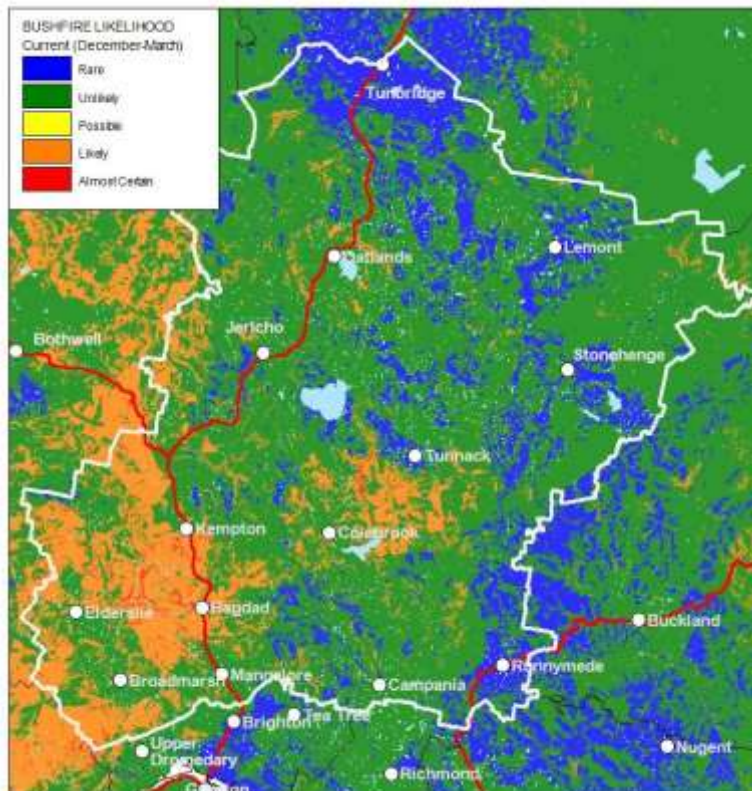 BUSHFIRE LIKELIHOOD
Current (December-March)
Rare
Unlikely
Possible
Likely
Almost Certain
Tunbridge
Oatlands
Lemont
Jericho
Bothwell
Stonehenge
Tunnack
Kempton
Colebrook
Elderslie
Bagdad
Buckland
Runnymede
Broadmarsh
Mangalore
Campania
Tea Tree
Brighton
Upper
Dromedary
Nugent
Richmond